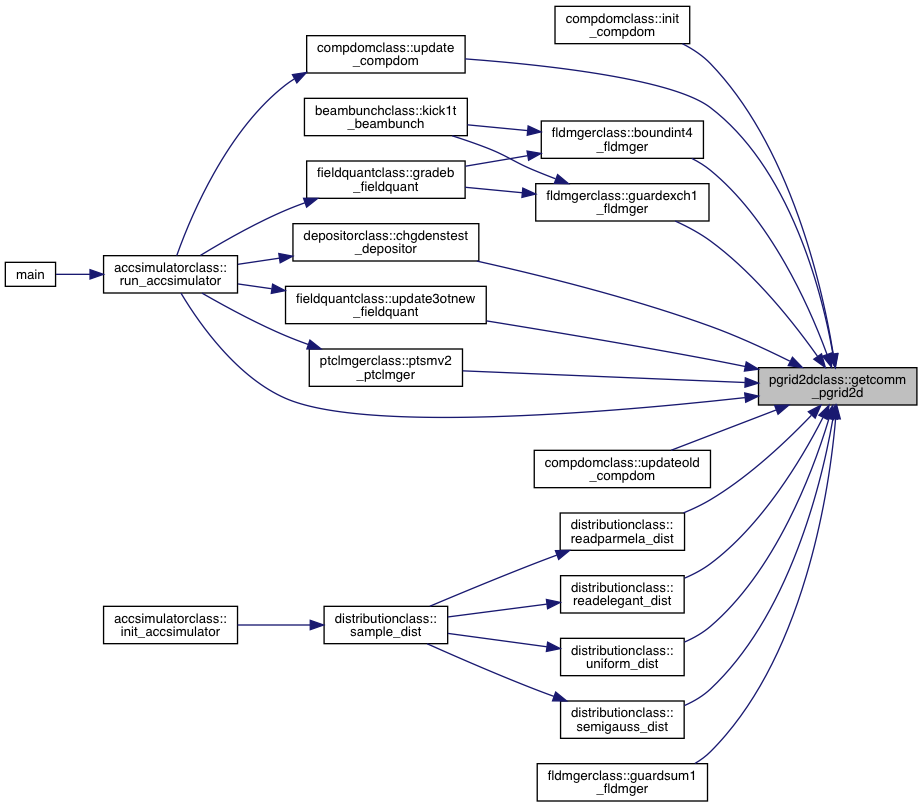 compdomclass::init
_compdom
compdomclass::update
_compdom
beambunchclass::kick1t
_beambunch
fldmgerclass::boundint4
_fldmger
fieldquantclass::gradeb
_fieldquant
fldmgerclass::guardexch1
_fldmger
depositorclass::chgdenstest
_depositor
main
accsimulatorclass::
run_accsimulator
fieldquantclass::update3otnew
_fieldquant
ptclmgerclass::ptsmv2
_ptclmger
pgrid2dclass::getcomm
_pgrid2d
compdomclass::updateold
_compdom
distributionclass::
readparmela_dist
distributionclass::
readelegant_dist
accsimulatorclass::
init_accsimulator
distributionclass::
sample_dist
distributionclass::
uniform_dist
distributionclass::
semigauss_dist
fldmgerclass::guardsum1
_fldmger